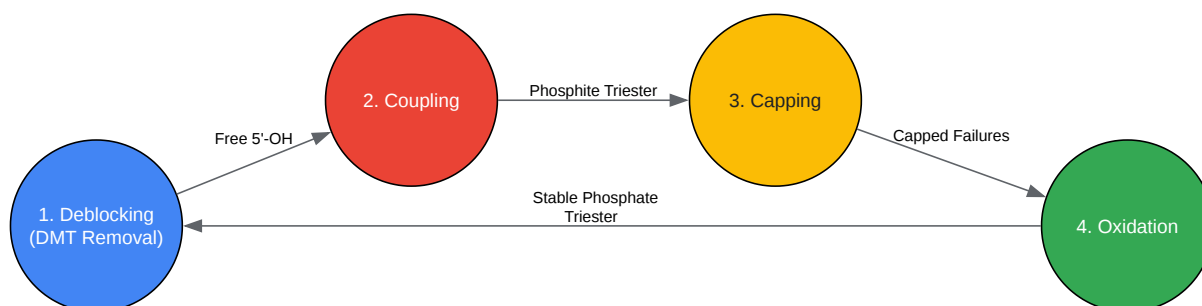 1. Deblocking
(DMT Removal)
Free 5'-OH
2. Coupling
Phosphite Triester
3. Capping
Capped Failures
4. Oxidation
Stable Phosphate
Triester